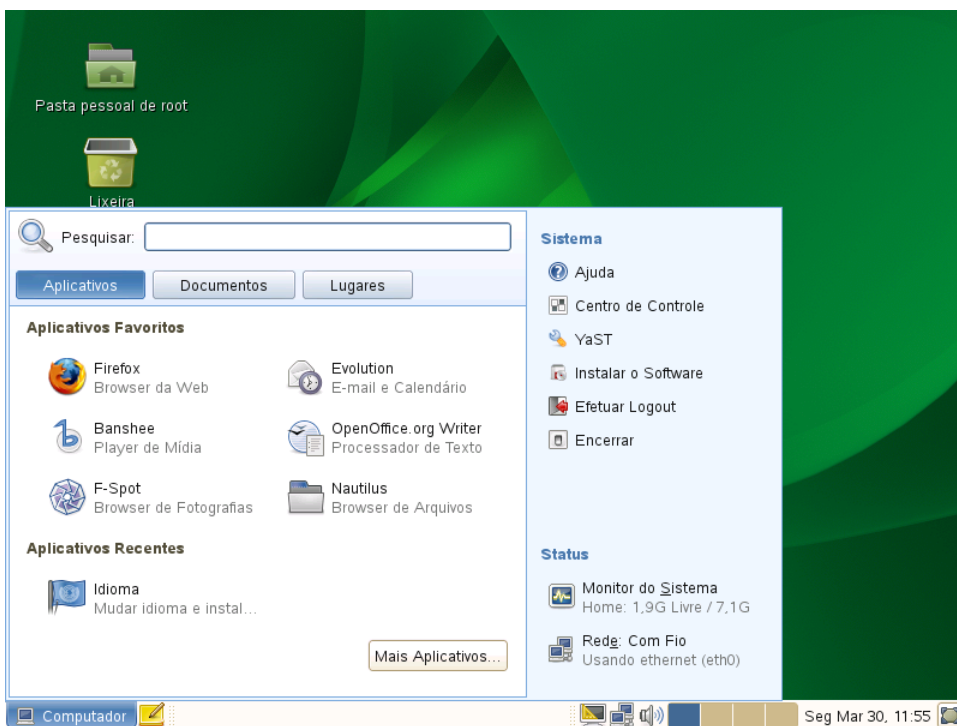 Pasta pessoal de root
Lixeira
Pesquisar:
Aplicativos
Documentos
Lugares
Aplicativos Favoritos
Firefox
Browser da Web
Evolution
E-mail e Calendário
Banshee
Player de Mídia
OpenOffice.org Writer
Processador de Texto
F-Spot
Browser de Fotografias
Nautilus
Browser de Arquivos
Aplicativos Recentes
Idioma
Mudar idioma e instal...
Mais Aplicativos...
Sistema
Ajuda
Centro de Controle
YaST
Instalar o Software
Efetuar Logout
Encerrar
Status
Monitor do Sistema
Home: 1,9G Livre / 7,1G
Rede: Com Fio
Usando ethernet (eth0)
Computador
Seg Mar 30, 11:55